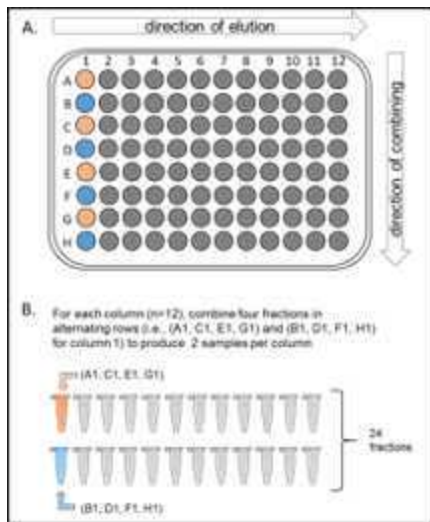 A.
direction of elution
1 2 3 4 5 6 7 8 9 10 11 12
A
B
C
D
E
F
G
H
direction of combining
B.
For each column (n=12), combine four fractions in
alternating rows (i.e., (A1, C1, E1, G1) and (B1, D1, F1, H1)
for column 1) to produce 2 samples per column
(A1, C1, E1, G1)
24
fractions
(B1, D1, F1, H1)